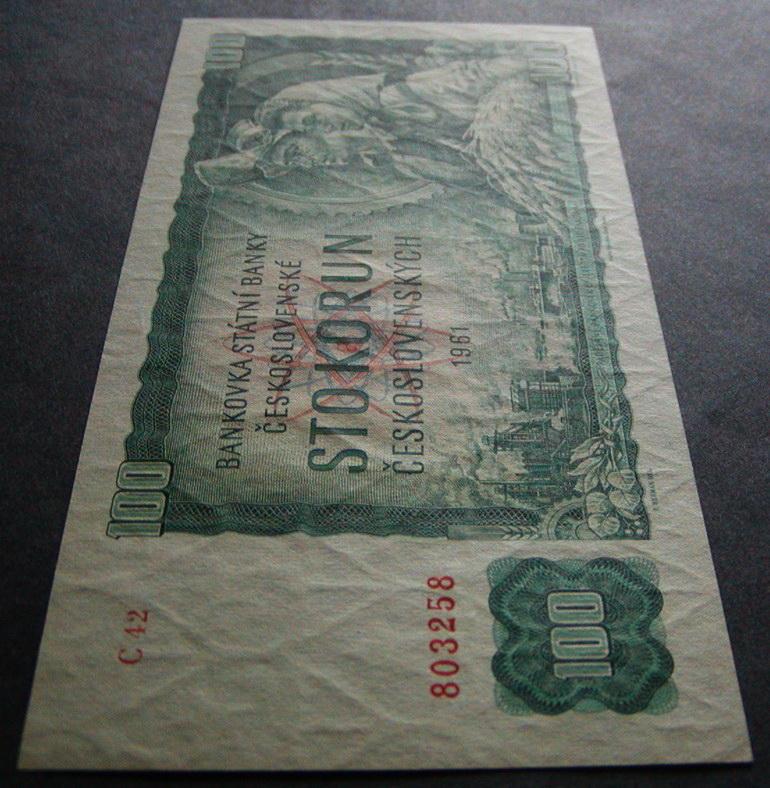 100
100
BANKOVKA STÁTNÍ BANKY
ČESKOSLOVENSKÉ
STO KORUN
ČESKOSLOVENSKÝCH
1961
100
C 42
803258
100